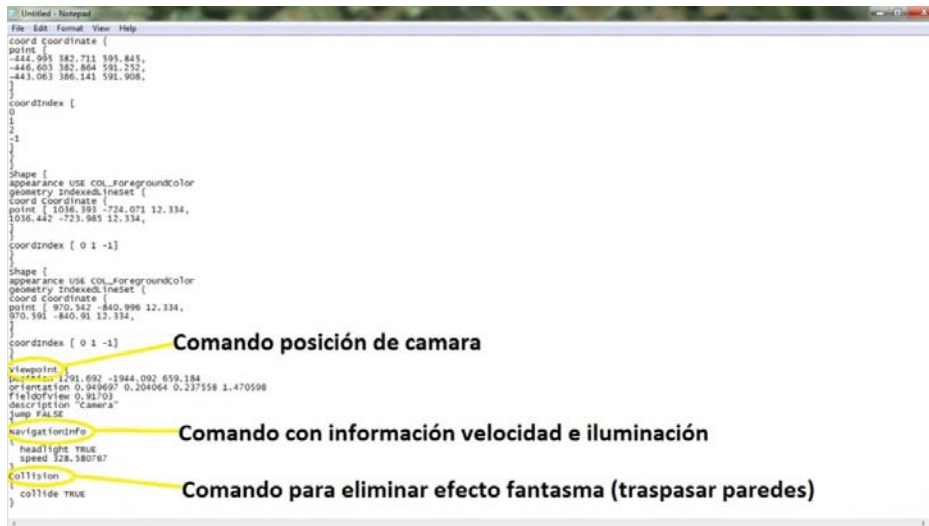 Untitled - Notepad
File Edit Format View Help
coord Coordinate {
point [
-444.995 382.711 595.845,
-446.603 382.864 591.252,
-443.063 386.141 591.908,
]
}
coordIndex [
0
1
2
-1
]
}
}
Shape {
appearance USE COL_ForegroundColor
geometry IndexedLineSet {
coord Coordinate {
point [ 1036.393 -724.071 12.334,
1036.442 -723.985 12.334,
]
}
coordIndex [ 0 1 -1]
}
}
Shape {
appearance USE COL_ForegroundColor
geometry IndexedLineSet {
coord Coordinate {
point [ 970.542 -840.996 12.334,
970.591 -840.91 12.334,
]
}
coordIndex [ 0 1 -1]
}
}
Comando posición de camara
Viewpoint {
position 1291.692 -1944.092 659.184
orientation 0.949697 0.204064 0.237558 1.470598
fieldOfView 0.91703
description "Camera"
jump FALSE
}
NavigationInfo
{
Comando con información velocidad e iluminación
headlight TRUE
speed 328.580767
}
Collision
{
Comando para eliminar efecto fantasma (traspasar paredes)
collide TRUE
}